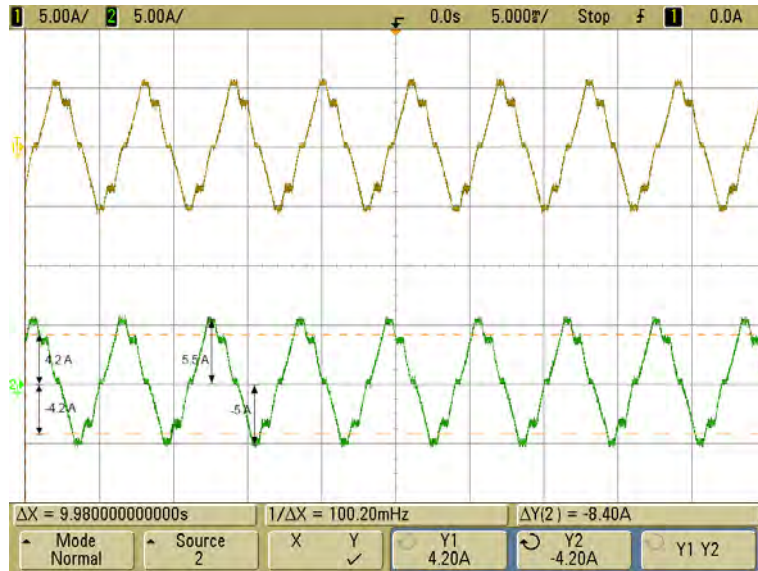 1 5.00A/ 2 5.00A/ 0.0s 5.000㎳/ Stop 1 0.0A
4.2 A
-4.2 A
5.5 A
-5 A
2
ΔX = 9.980000000000s 1/ΔX = 100.20mHz ΔY(2) = -8.40A
Mode Source X Y Y1 Y2 Y1 Y2
Normal 2 ✓ 4.20A -4.20A